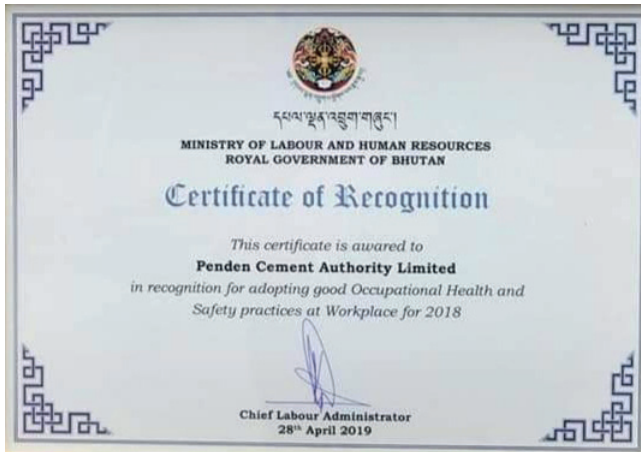 དཔལ་ལྡན་འབྲུག་གཞུང་།
MINISTRY OF LABOUR AND HUMAN RESOURCES
ROYAL GOVERNMENT OF BHUTAN
Certificate of Recognition
This certificate is awared to
Penden Cement Authority Limited
in recognition for adopting good Occupational Health and
Safety practices at Workplace for 2018
Chief Labour Administrator
28th April 2019